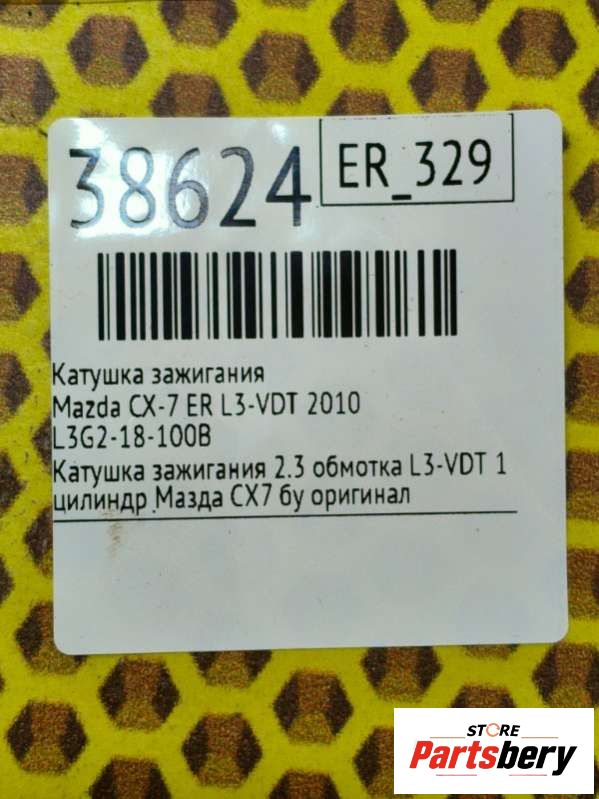 38624
ER_329
Катушка зажигания
Mazda CX-7 ER L3-VDT 2010
L3G2-18-100B
Катушка зажигания 2.3 обмотка L3-VDT 1
цилиндр Мазда CX7 бу оригинал
STORE
Partsbery